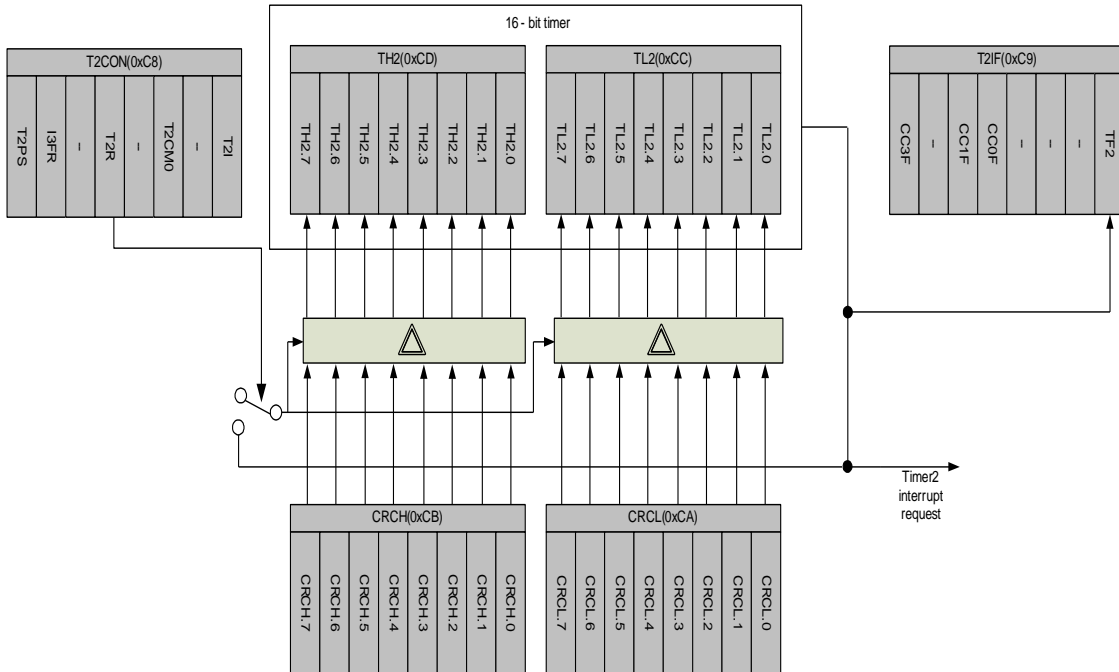 16 - bit timer
T2CON(0xC8)
T2PS
I3FR
–
T2R
–
T2CM0
–
T2I
TH2(0xCD)
TH2.7
TH2.6
TH2.5
TH2.4
TH2.3
TH2.2
TH2.1
TH2.0
TL2(0xCC)
TL2.7
TL2.6
TL2.5
TL2.4
TL2.3
TL2.2
TL2.1
TL2.0
T2IF(0xC9)
CC3F
–
CC1F
CC0F
–
–
–
TF2
Timer2
interrupt
request
CRCH(0xCB)
CRCH.7
CRCH.6
CRCH.5
CRCH.4
CRCH.3
CRCH.2
CRCH.1
CRCH.0
CRCL(0xCA)
CRCL.7
CRCL.6
CRCL.5
CRCL.4
CRCL.3
CRCL.2
CRCL.1
CRCL.0